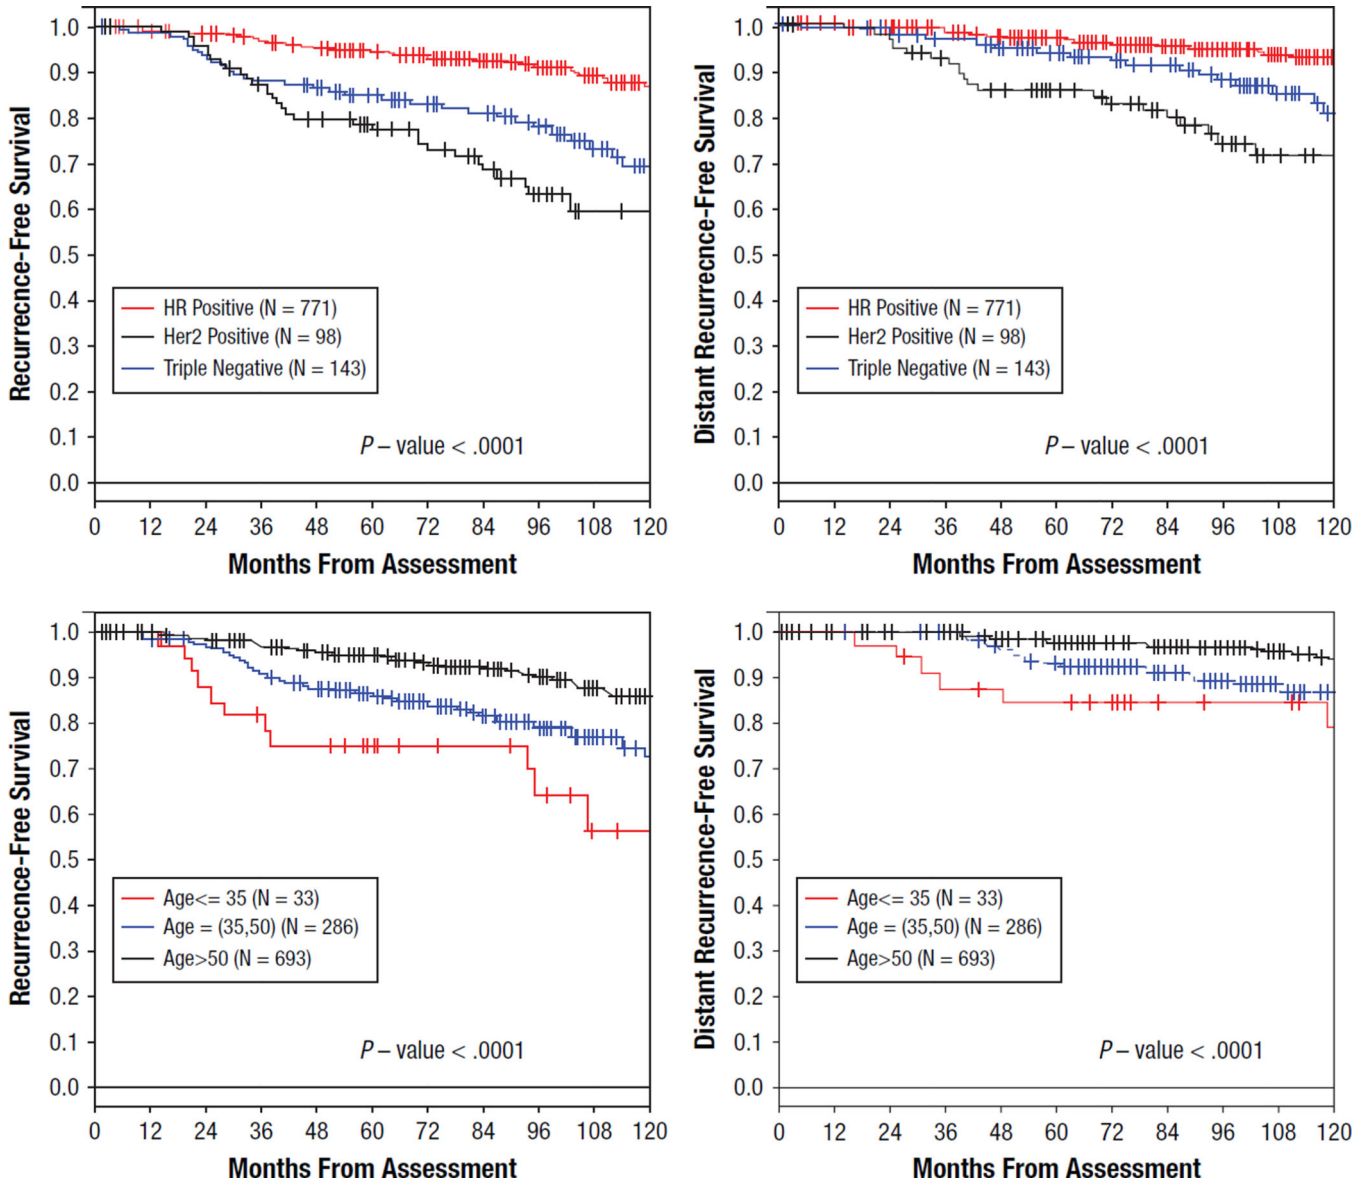 Recurrecnce-Free Survival
1.0
0.9
0.8
0.7
0.6
0.5
0.4
0.3
0.2
0.1
0.0
HR Positive (N = 771)
Her2 Positive (N = 98)
Triple Negative (N = 143)
P – value < .0001
0 12 24 36 48 60 72 84 96 108 120
Months From Assessment
Distant Recurrecnce-Free Survival
1.0
0.9
0.8
0.7
0.6
0.5
0.4
0.3
0.2
0.1
0.0
HR Positive (N = 771)
Her2 Positive (N = 98)
Triple Negative (N = 143)
P – value < .0001
0 12 24 36 48 60 72 84 96 108 120
Months From Assessment
Recurrecnce-Free Survival
1.0
0.9
0.8
0.7
0.6
0.5
0.4
0.3
0.2
0.1
0.0
Age<= 35 (N = 33)
Age = (35,50) (N = 286)
Age>50 (N = 693)
P – value < .0001
0 12 24 36 48 60 72 84 96 108 120
Months From Assessment
Distant Recurrecnce-Free Survival
1.0
0.9
0.8
0.7
0.6
0.5
0.4
0.3
0.2
0.1
0.0
Age<= 35 (N = 33)
Age = (35,50) (N = 286)
Age>50 (N = 693)
P – value < .0001
0 12 24 36 48 60 72 84 96 108 120
Months From Assessment